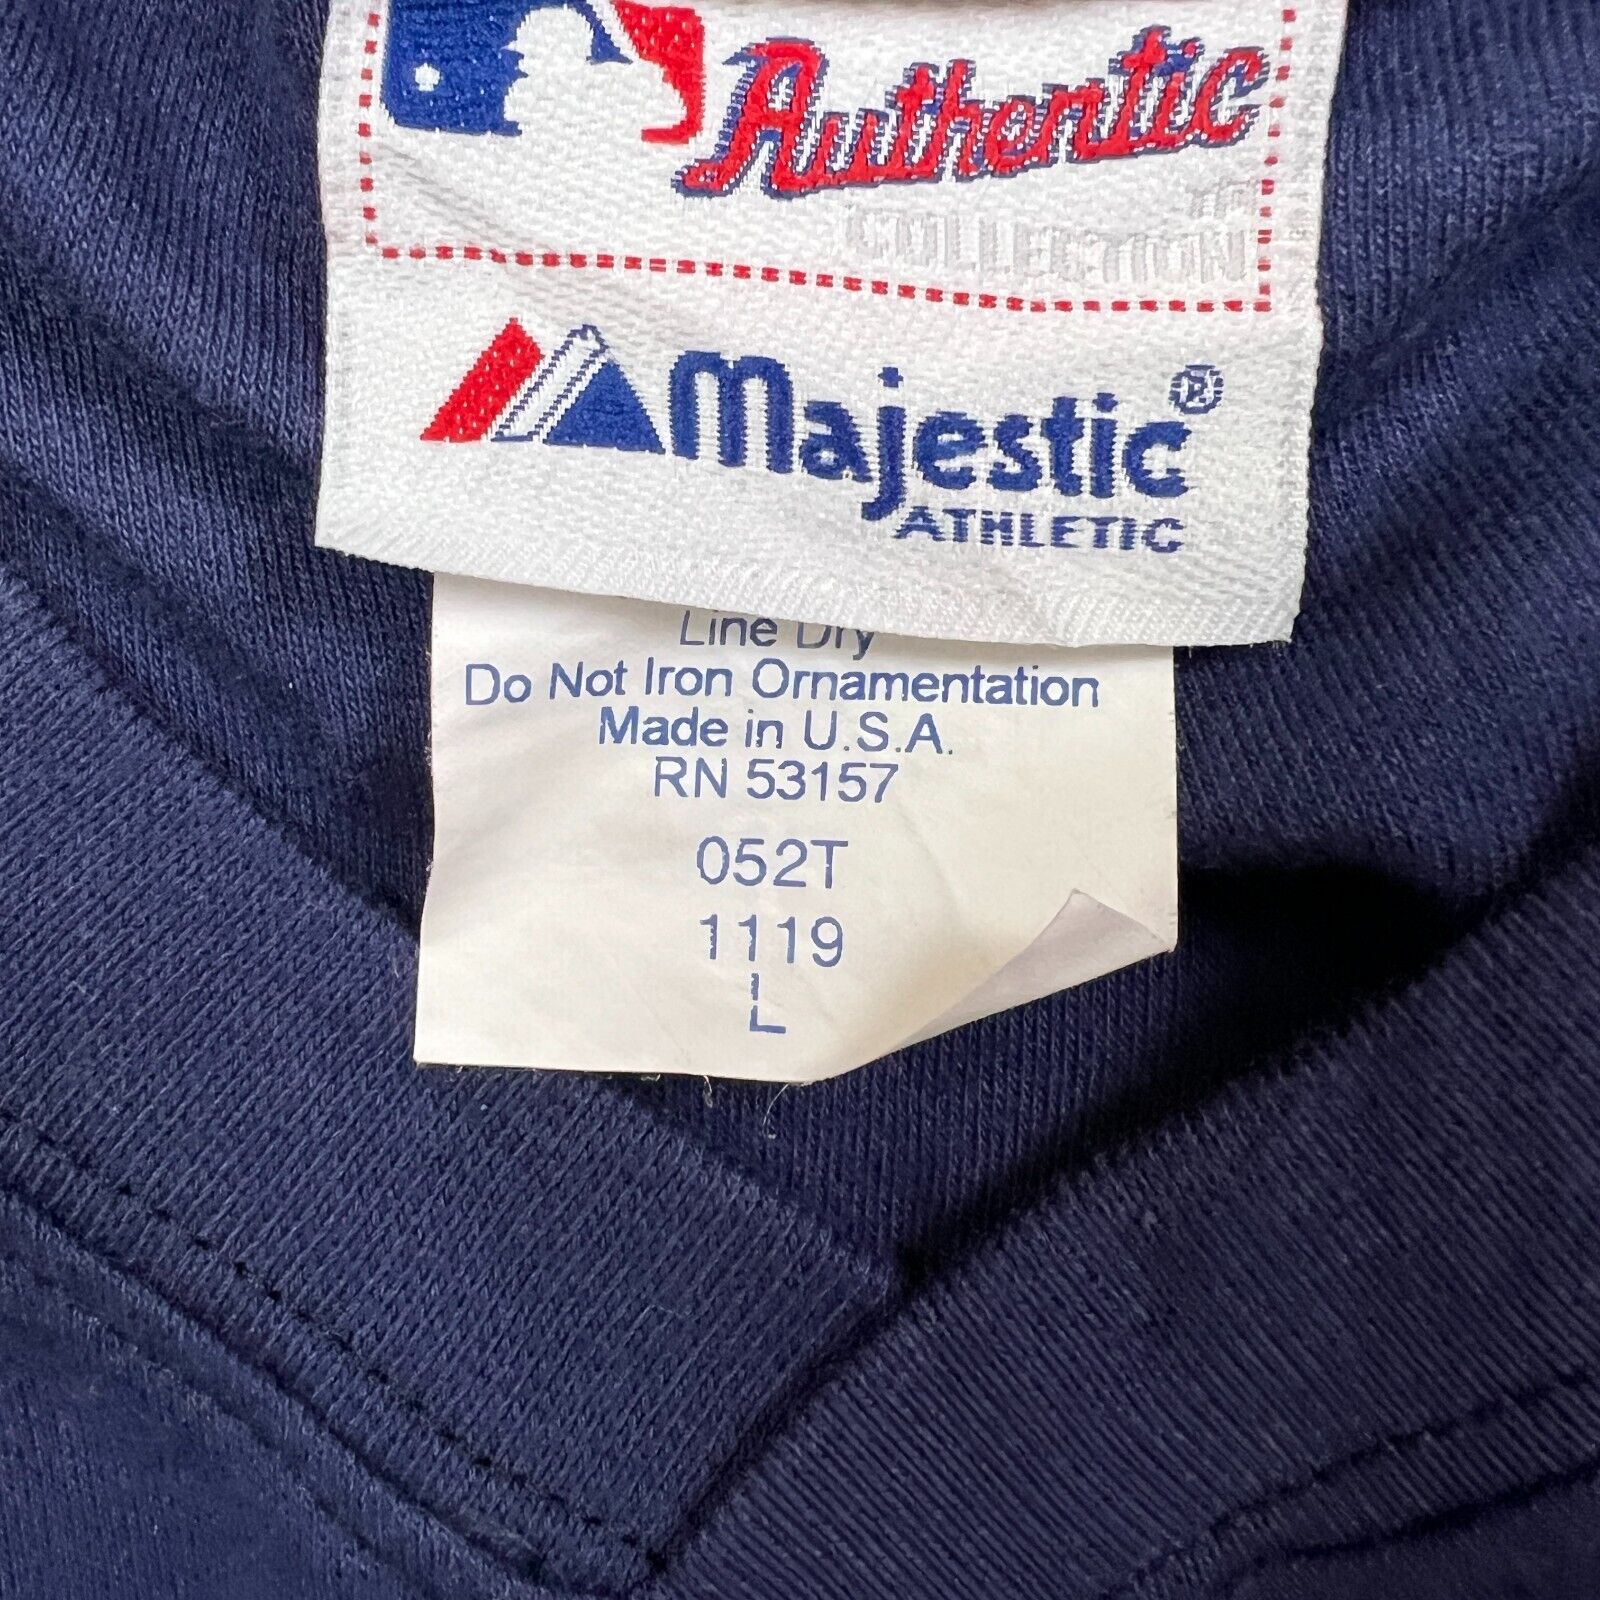 Authentic
COLLECTION
Majestic®
ATHLETIC
Line Dry
Do Not Iron Ornamentation
Made in U.S.A.
RN 53157
052T
1119
L